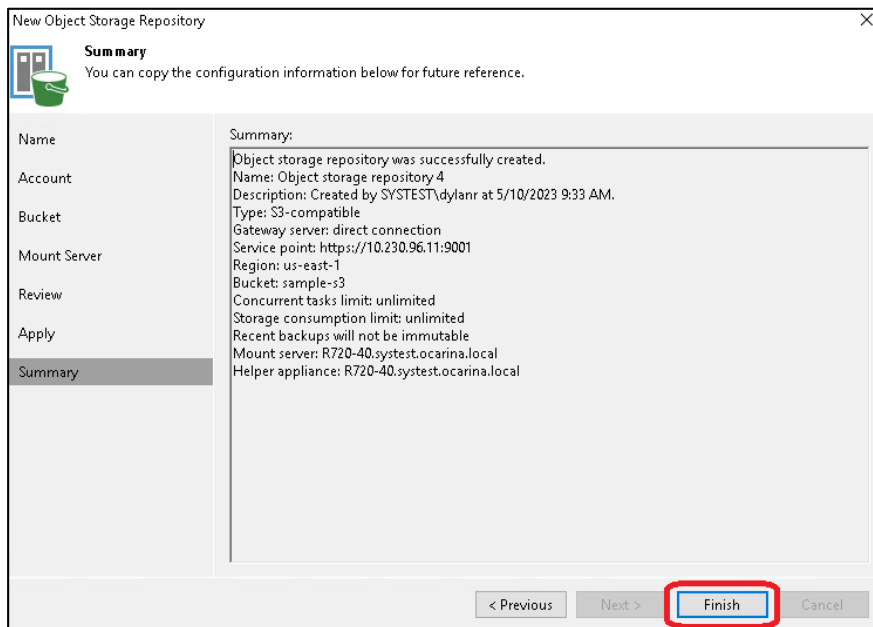 New Object Storage Repository
Summary
You can copy the configuration information below for future reference.
Name
Account
Bucket
Mount Server
Review
Apply
Summary
Summary:
Object storage repository was successfully created.
Name: Object storage repository 4
Description: Created by SYSTEST\dylanr at 5/10/2023 9:33 AM.
Type: S3-compatible
Gateway server: direct connection
Service point: https://10.230.96.11:9001
Region: us-east-1
Bucket: sample-s3
Concurrent tasks limit: unlimited
Storage consumption limit: unlimited
Recent backups will not be immutable
Mount server: R720-40.systest.ocarina.local
Helper appliance: R720-40.systest.ocarina.local
< Previous
Next >
Finish
Cancel